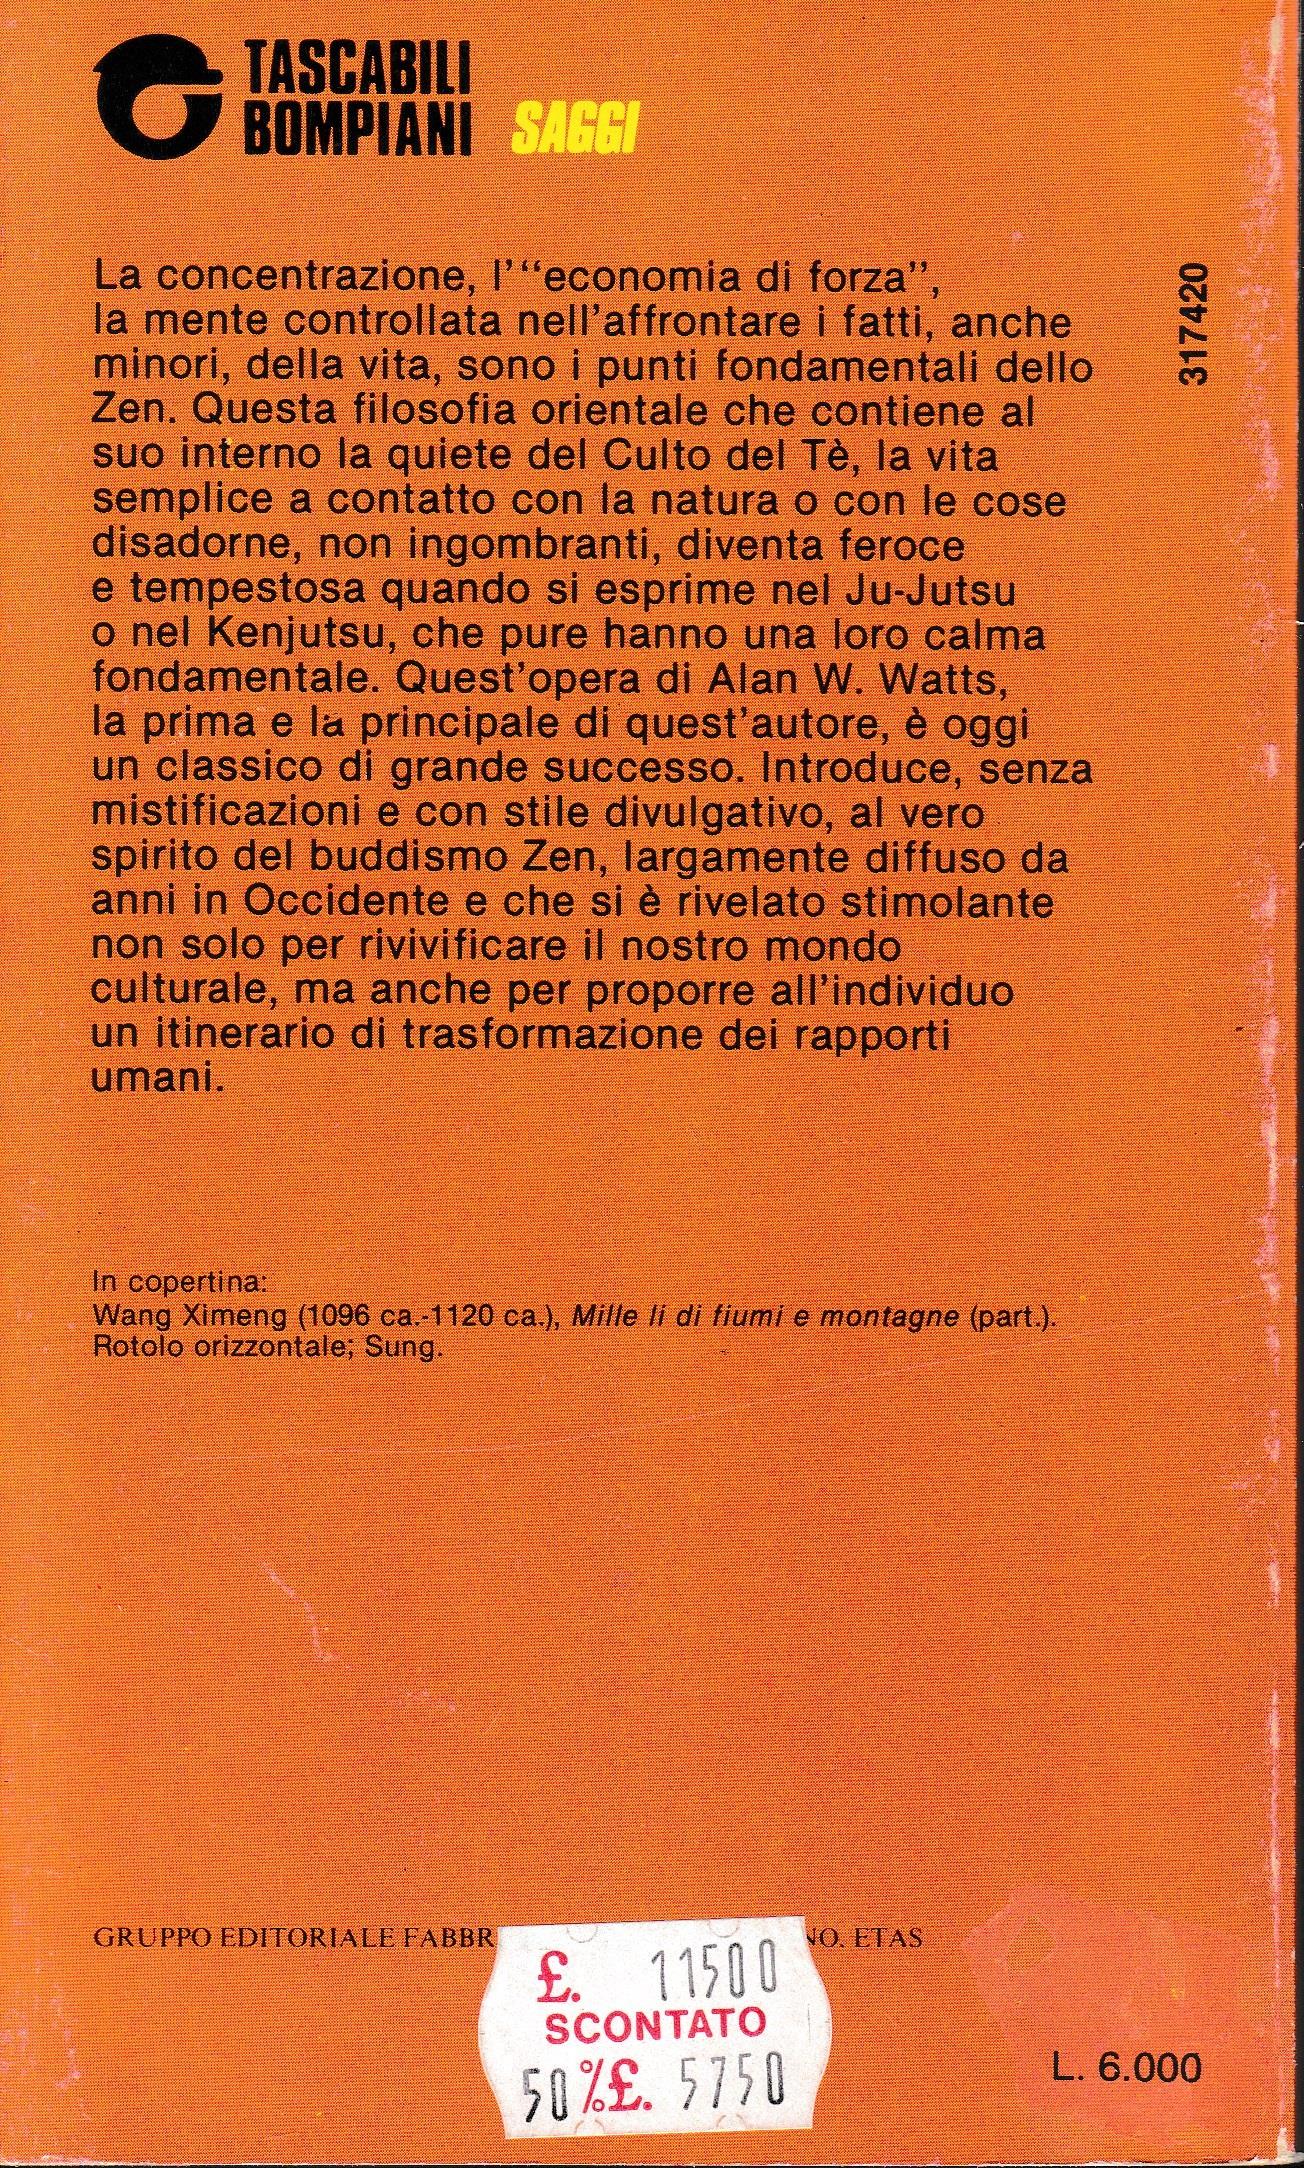 TASCABILI
BOMPIANI SAGGI
La concentrazione, l'“economia di forza”,
la mente controllata nell'affrontare i fatti, anche
minori, della vita, sono i punti fondamentali dello
Zen. Questa filosofia orientale che contiene al
suo interno la quiete del Culto del Tè, la vita
semplice a contatto con la natura o con le cose
disadorne, non ingombranti, diventa feroce
e tempestosa quando si esprime nel Ju-Jutsu
o nel Kenjutsu, che pure hanno una loro calma
fondamentale. Quest'opera di Alan W. Watts,
la prima e la principale di quest'autore, è oggi
un classico di grande successo. Introduce, senza
mistificazioni e con stile divulgativo, al vero
spirito del buddismo Zen, largamente diffuso da
anni in Occidente e che si è rivelato stimolante
non solo per rivivificare il nostro mondo
culturale, ma anche per proporre all'individuo
un itinerario di trasformazione dei rapporti
umani.
317420
In copertina:
Wang Ximeng (1096 ca.-1120 ca.), Mille li di fiumi e montagne (part.).
Rotolo orizzontale; Sung.
GRUPPO EDITORIALE FABBR NO. ETAS
£. 11500
SCONTATO
50% £. 5750
L. 6.000